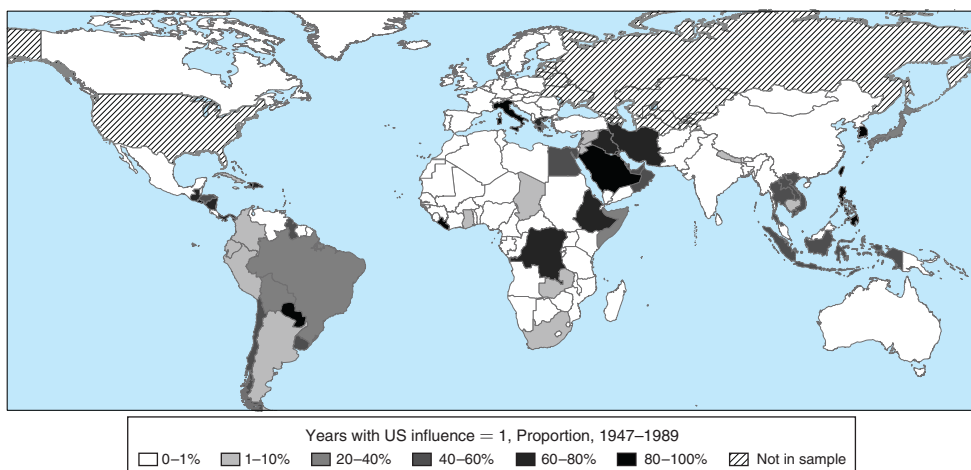 Years with US influence = 1, Proportion, 1947–1989
0–1% 1–10% 20–40% 40–60% 60–80% 80–100% Not in sample